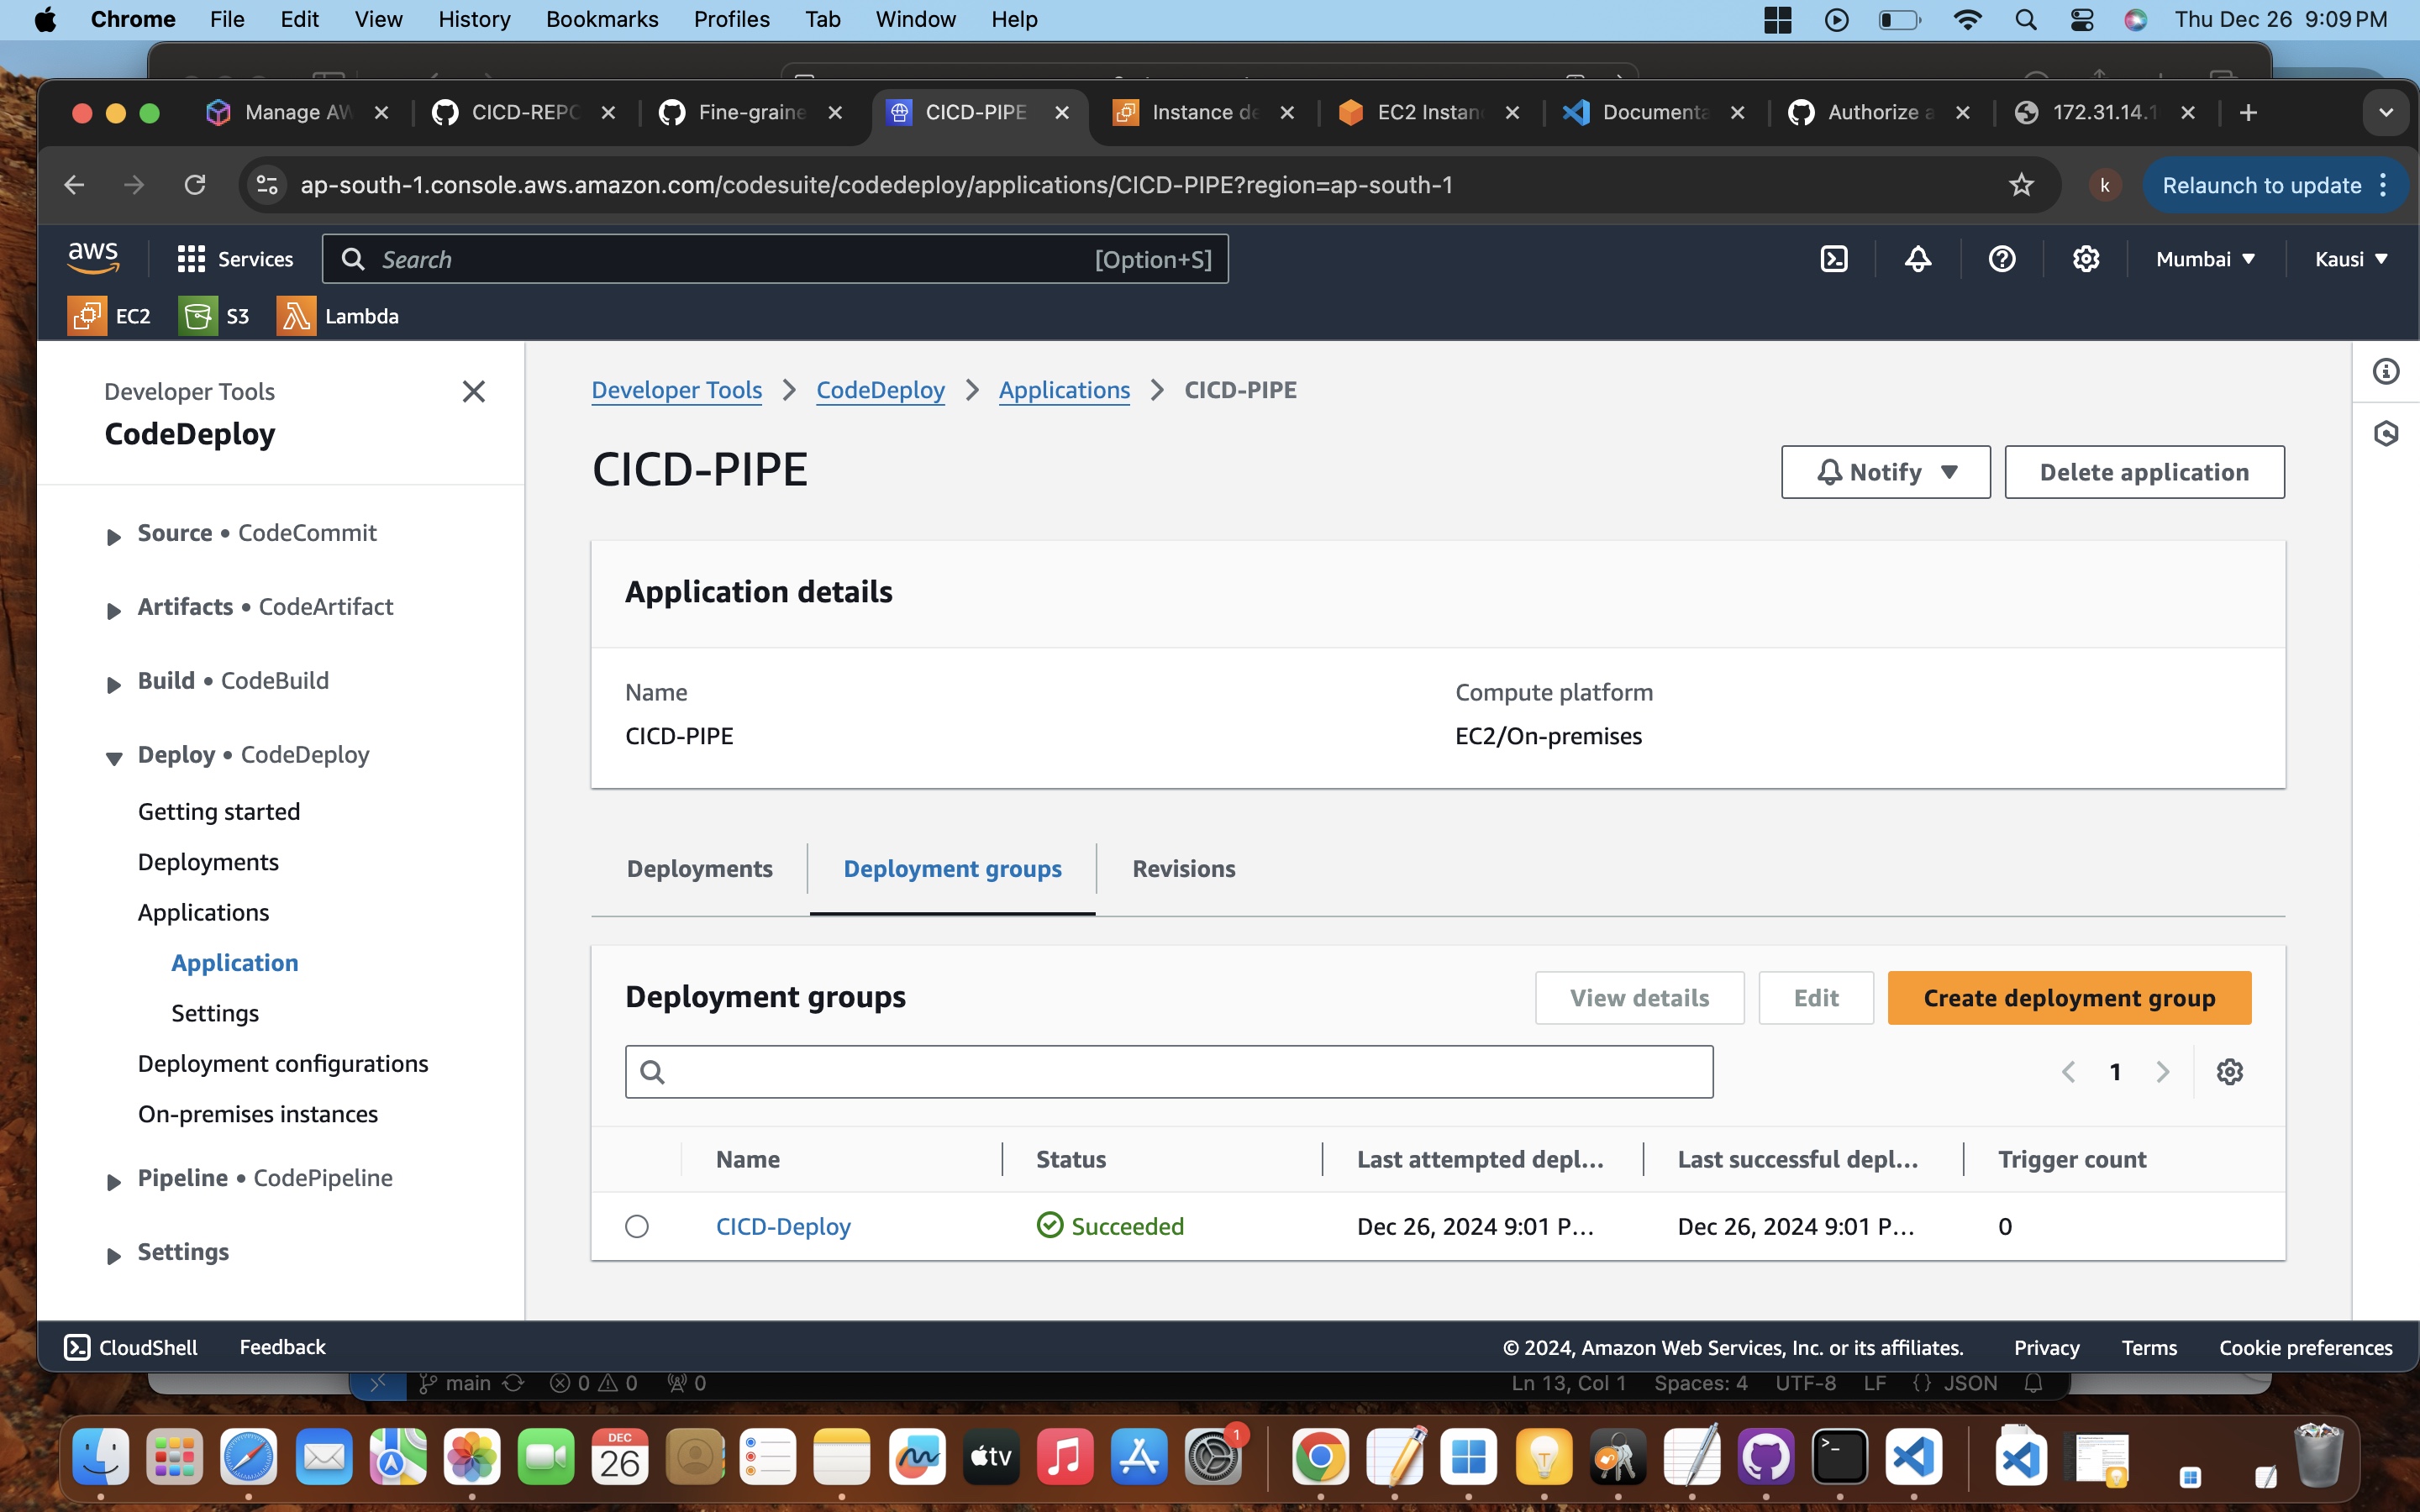 Chrome File Edit View History Bookmarks Profiles Tab Window Help Thu Dec 26 9:09 PM
Manage AW CICD-REPO Fine-graine CICD-PIPE Instance de EC2 Instan Documenta Authorize a 172.31.14.1
ap-south-1.console.aws.amazon.com/codesuite/codedeploy/applications/CICD-PIPE?region=ap-south-1 k Relaunch to update
aws Services Search [Option+S] Mumbai Kausi
EC2 S3 Lambda
Developer Tools
CodeDeploy
Source • CodeCommit
Artifacts • CodeArtifact
Build • CodeBuild
Deploy • CodeDeploy
Getting started
Deployments
Applications
Application
Settings
Deployment configurations
On-premises instances
Pipeline • CodePipeline
Settings
Developer Tools > CodeDeploy > Applications > CICD-PIPE
CICD-PIPE
Notify
Delete application
Application details
Name
CICD-PIPE
Compute platform
EC2/On-premises
Deployments Deployment groups Revisions
Deployment groups View details Edit Create deployment group
1
Name Status Last attempted depl... Last successful depl... Trigger count
CICD-Deploy Succeeded Dec 26, 2024 9:01 P... Dec 26, 2024 9:01 P... 0
CloudShell Feedback © 2024, Amazon Web Services, Inc. or its affiliates. Privacy Terms Cookie preferences
main 0 0 0 Ln 13, Col 1 Spaces: 4 UTF-8 LF {} JSON
DEC
26
tv
1